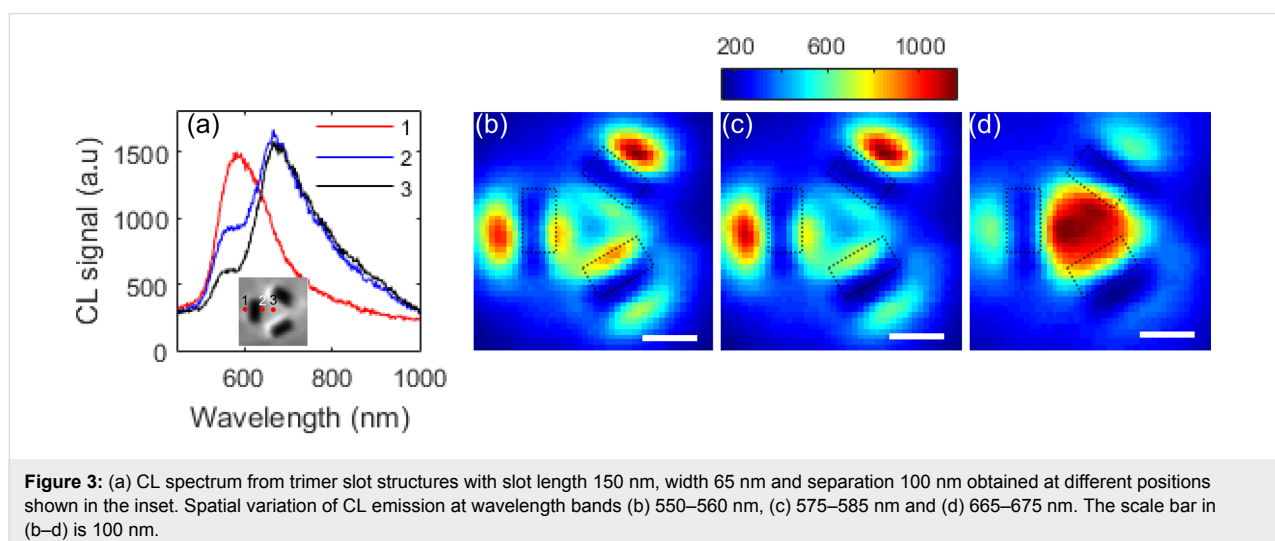 200 600 1000
(a)
1
2
3
1500
1000
500
0
CL signal (a.u)
1 2 3
600 800 1000
Wavelength (nm)
(b)
(c)
(d)
Figure 3: (a) CL spectrum from trimer slot structures with slot length 150 nm, width 65 nm and separation 100 nm obtained at different positions
shown in the inset. Spatial variation of CL emission at wavelength bands (b) 550–560 nm, (c) 575–585 nm and (d) 665–675 nm. The scale bar in
(b–d) is 100 nm.